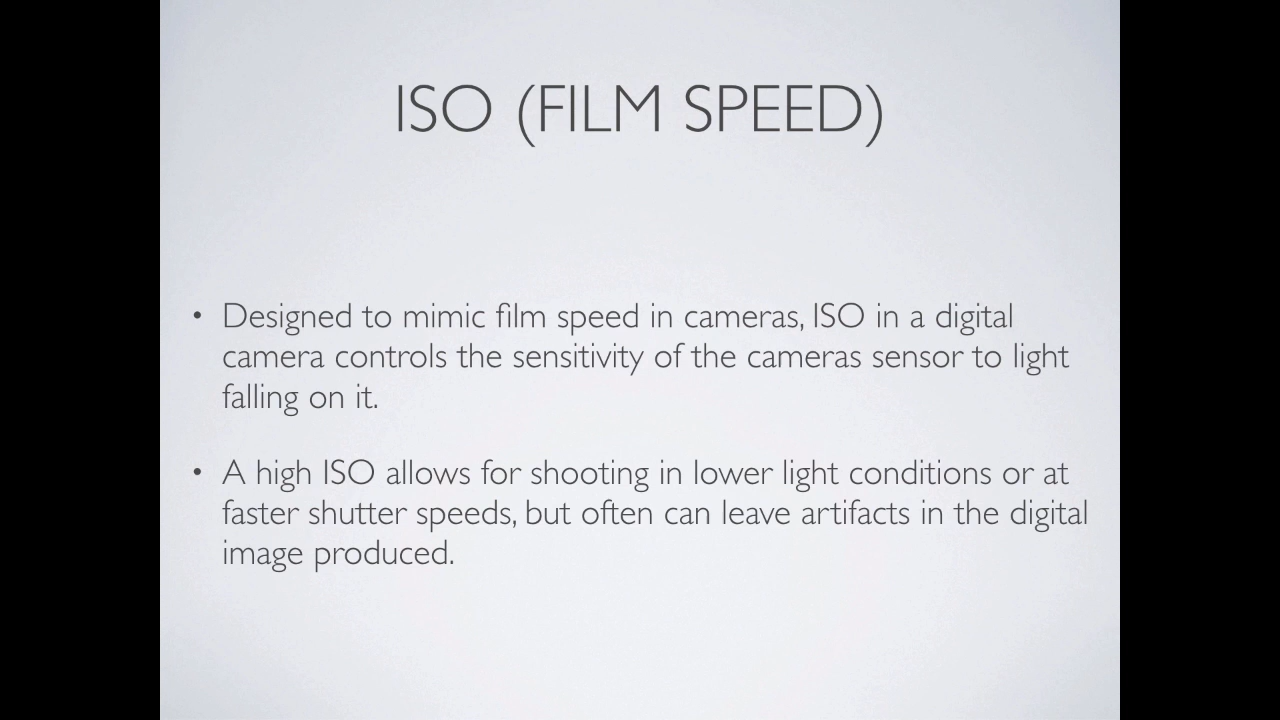 ISO (FILM SPEED)
• Designed to mimic film speed in cameras, ISO in a digital
camera controls the sensitivity of the cameras sensor to light
falling on it.
• A high ISO allows for shooting in lower light conditions or at
faster shutter speeds, but often can leave artifacts in the digital
image produced.